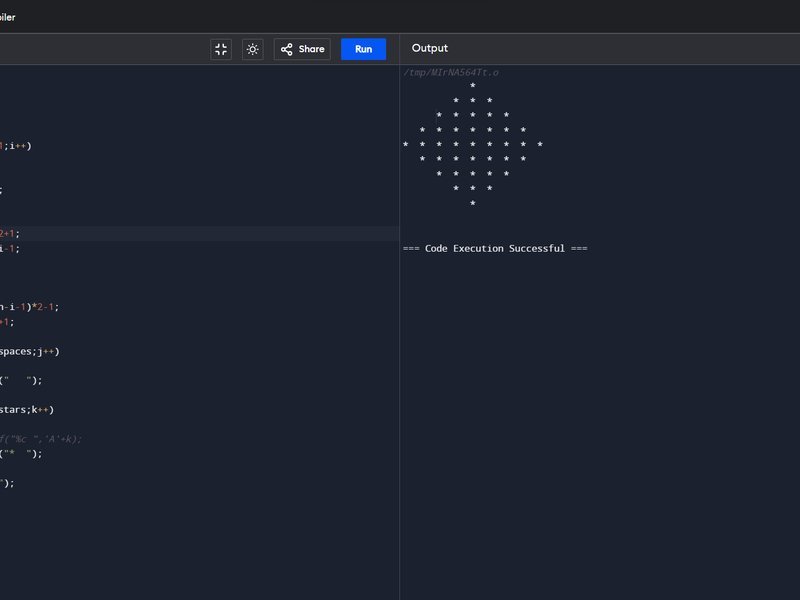 piler
Share
Run
Output
/tmp/MIrNA564Tt.o
*
* * *
* * * * *
* * * * * * *
* * * * * * * * *
* * * * * * *
* * * * *
* * *
*
=== Code Execution Successful ===
1;i++)
;
2+1;
i-1;
n-i-1)*2-1;
+1;
spaces;j++)
("   ");
stars;k++)
f("%c ",'A'+k);
("*  ");
");